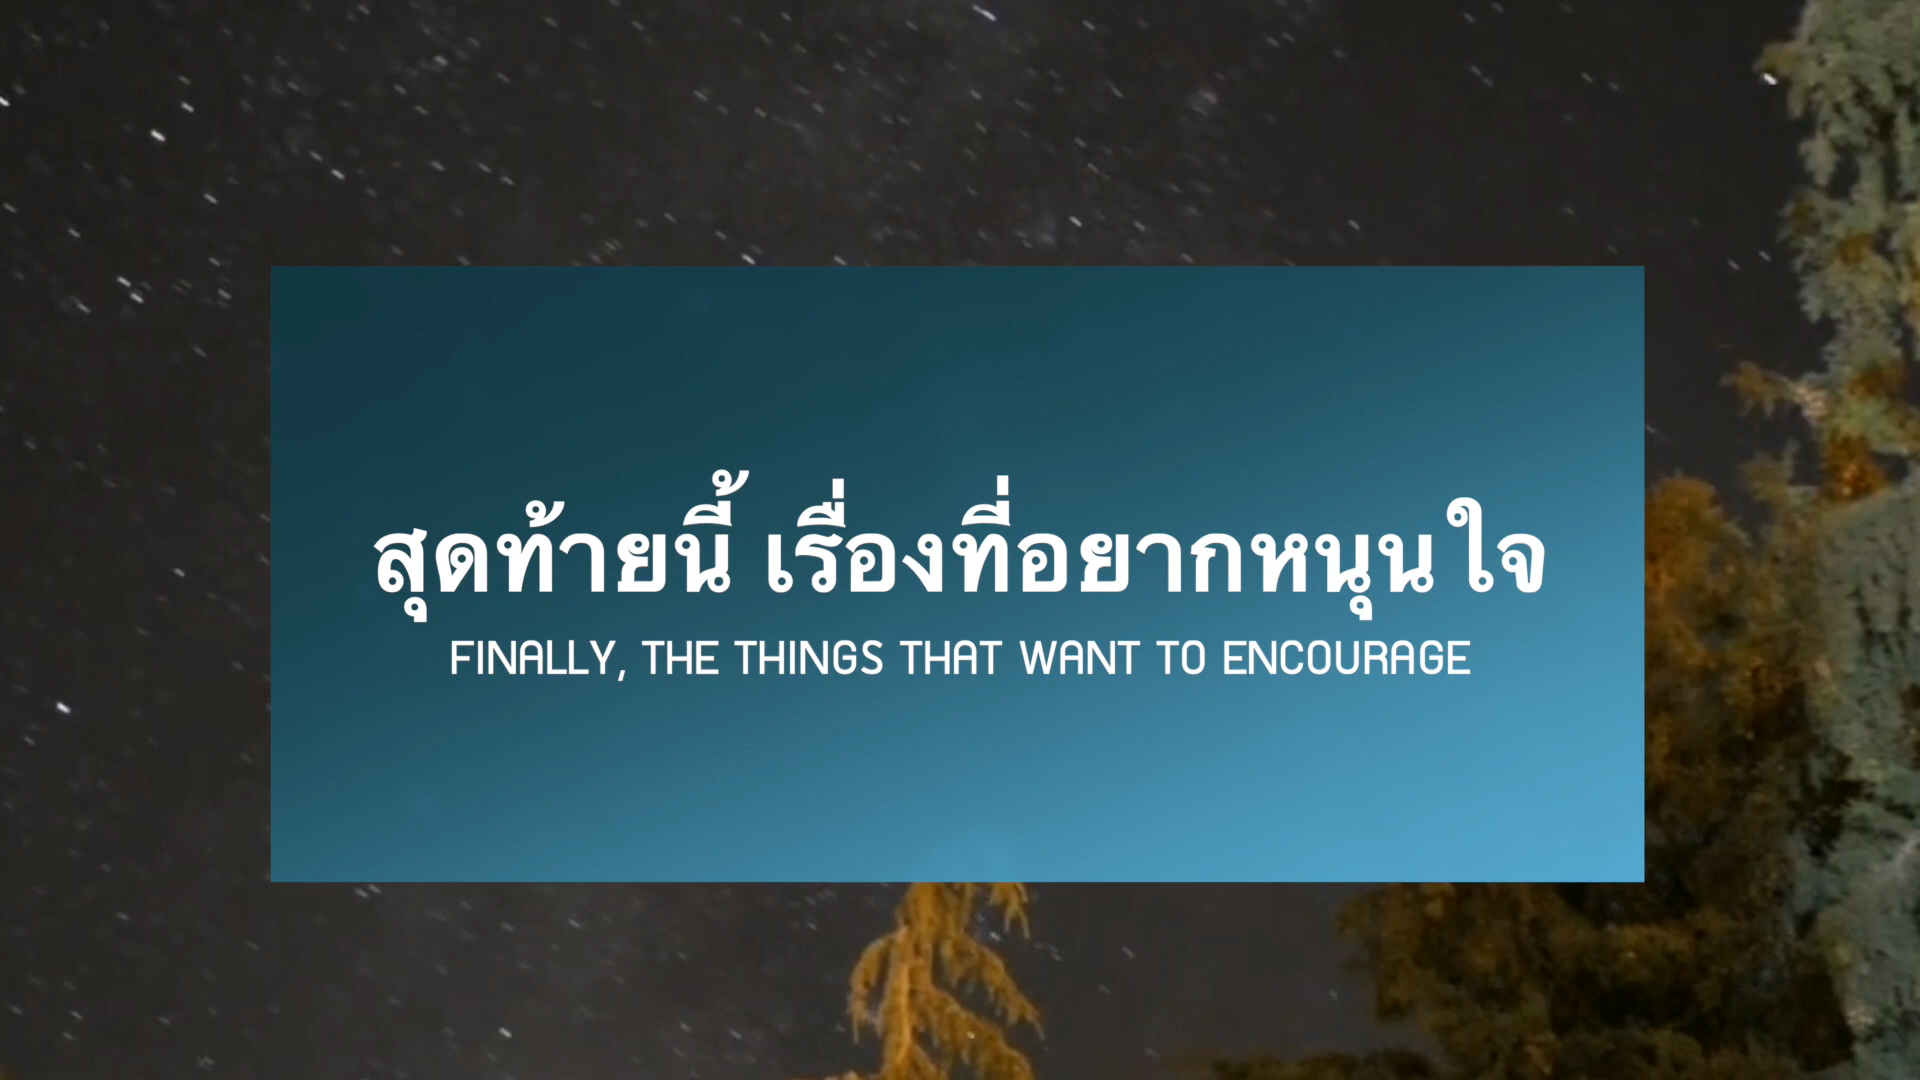 สุดท้ายนี้ เรื่องที่อยากหนุนใจ
FINALLY, THE THINGS THAT WANT TO ENCOURAGE